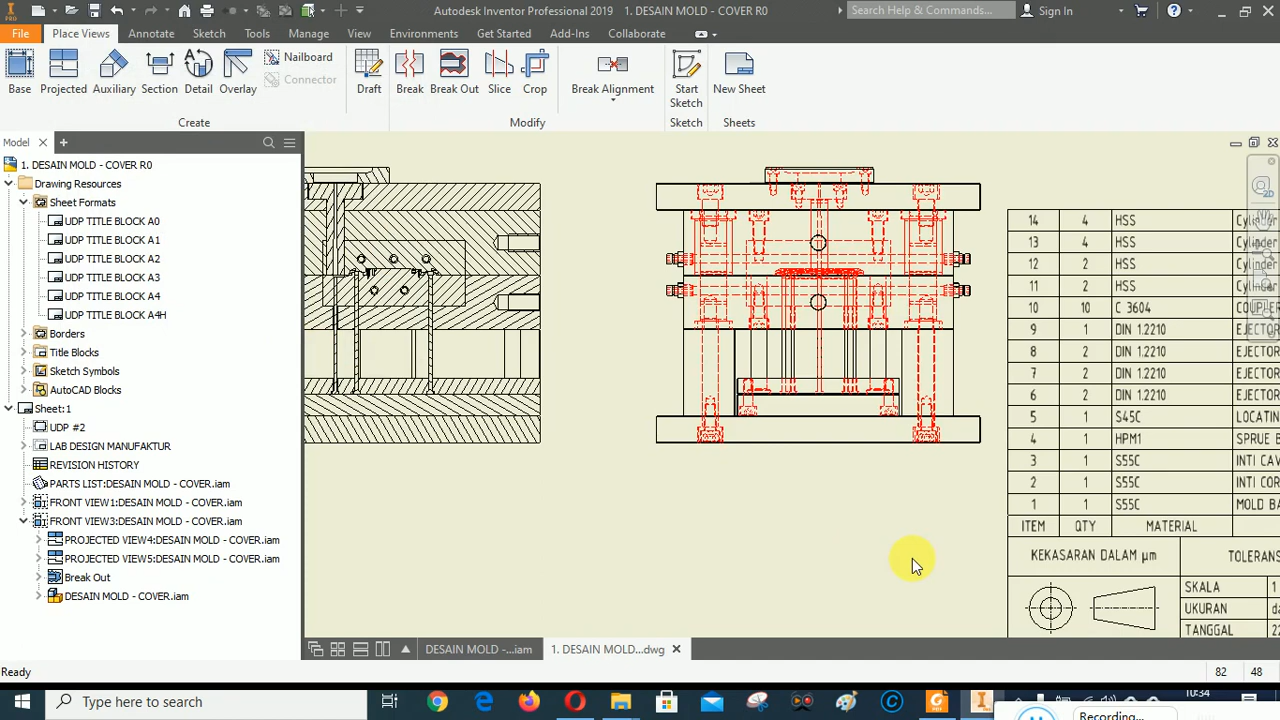 PRO
Autodesk Inventor Professional 2019   1. DESAIN MOLD - COVER R0
Search Help & Commands...
Sign In
File Place Views Annotate Sketch Tools Manage View Environments Get Started Add-Ins Collaborate
Base Projected Auxiliary Section Detail Overlay
Nailboard
Connector
Draft
Break Break Out Slice Crop
Break Alignment
Start Sketch
New Sheet
Create Modify Sketch Sheets
Model
1. DESAIN MOLD - COVER R0
Drawing Resources
Sheet Formats
UDP TITLE BLOCK A0
UDP TITLE BLOCK A1
UDP TITLE BLOCK A2
UDP TITLE BLOCK A3
UDP TITLE BLOCK A4
UDP TITLE BLOCK A4H
Borders
Title Blocks
Sketch Symbols
AutoCAD Blocks
Sheet:1
UDP #2
LAB DESIGN MANUFAKTUR
REVISION HISTORY
PARTS LIST:DESAIN MOLD - COVER.iam
FRONT VIEW1:DESAIN MOLD - COVER.iam
FRONT VIEW3:DESAIN MOLD - COVER.iam
PROJECTED VIEW4:DESAIN MOLD - COVER.iam
PROJECTED VIEW5:DESAIN MOLD - COVER.iam
Break Out
DESAIN MOLD - COVER.iam
14 4 HSS
13 4 HSS
12 2 HSS
11 2 HSS
10 10 C 3604
9 1 DIN 1.2210
8 2 DIN 1.2210
7 2 DIN 1.2210
6 2 DIN 1.2210
5 1 S45C
4 1 HPM1 SPRUE
3 1 S55C INTI
2 1 S55C INTI
1 1 S55C MOLD
ITEM QTY MATERIAL
KEKASARAN DALAM µm
SKALA 1
UKURAN
TANGGAL
DESAIN MOLD -...iam
1. DESAIN MOLD...dwg
Ready
82 48
Type here to search
10:34
Recording...